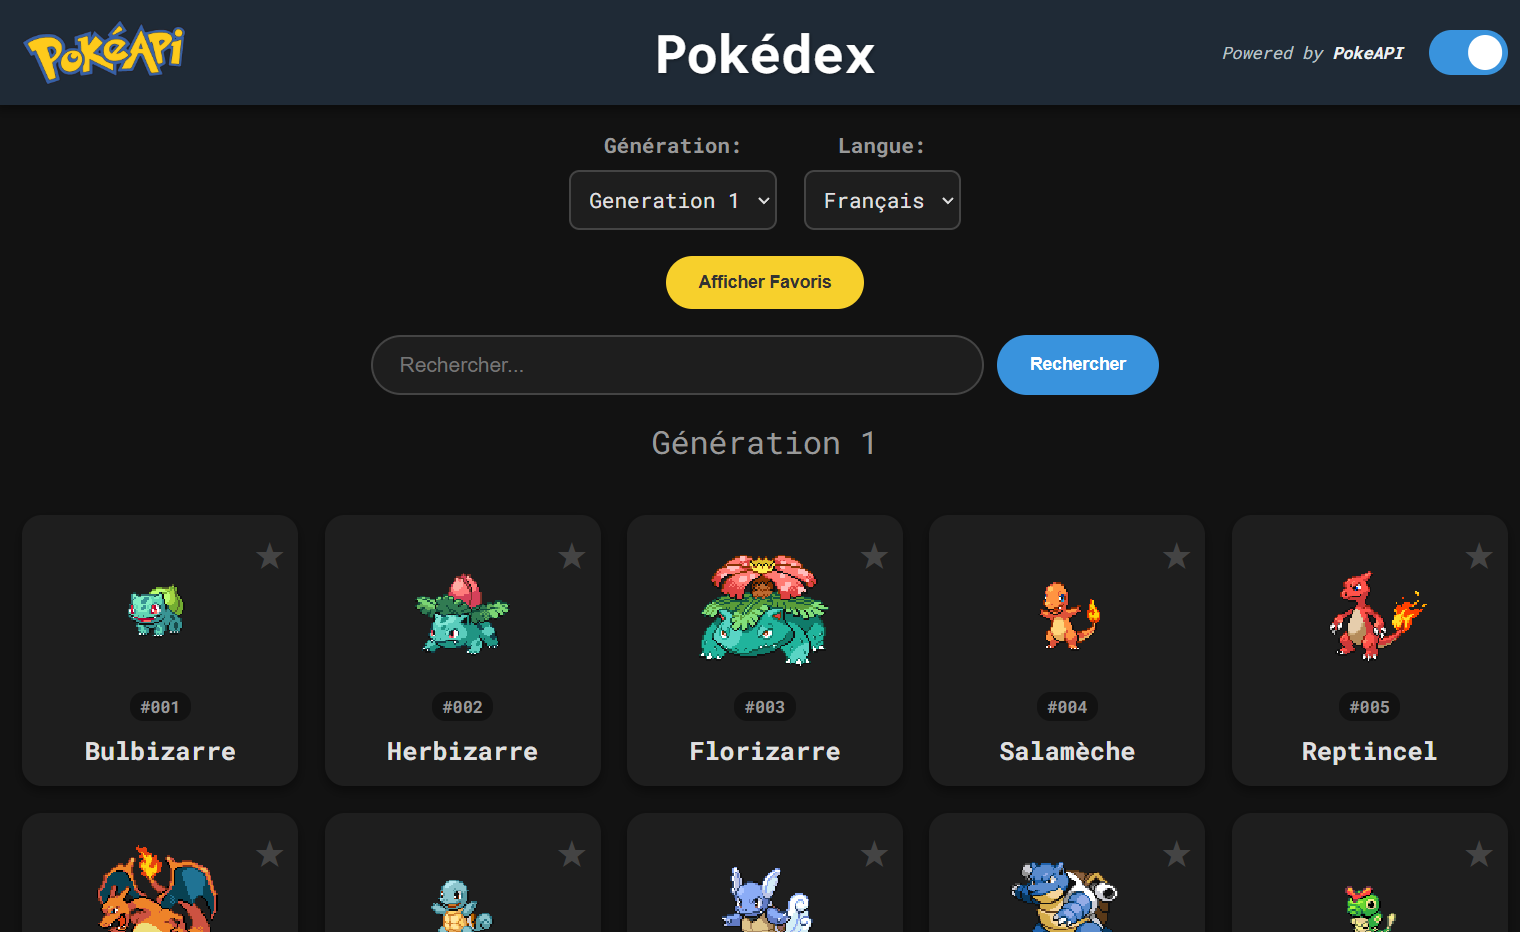 PokéAPi
Pokédex
Powered by PokeAPI
Génération:
Langue:
Generation 1
Français
Afficher Favoris
Rechercher...
Rechercher
Génération 1
#001
#002
#003
#004
#005
Bulbizarre
Herbizarre
Florizarre
Salamèche
Reptincel